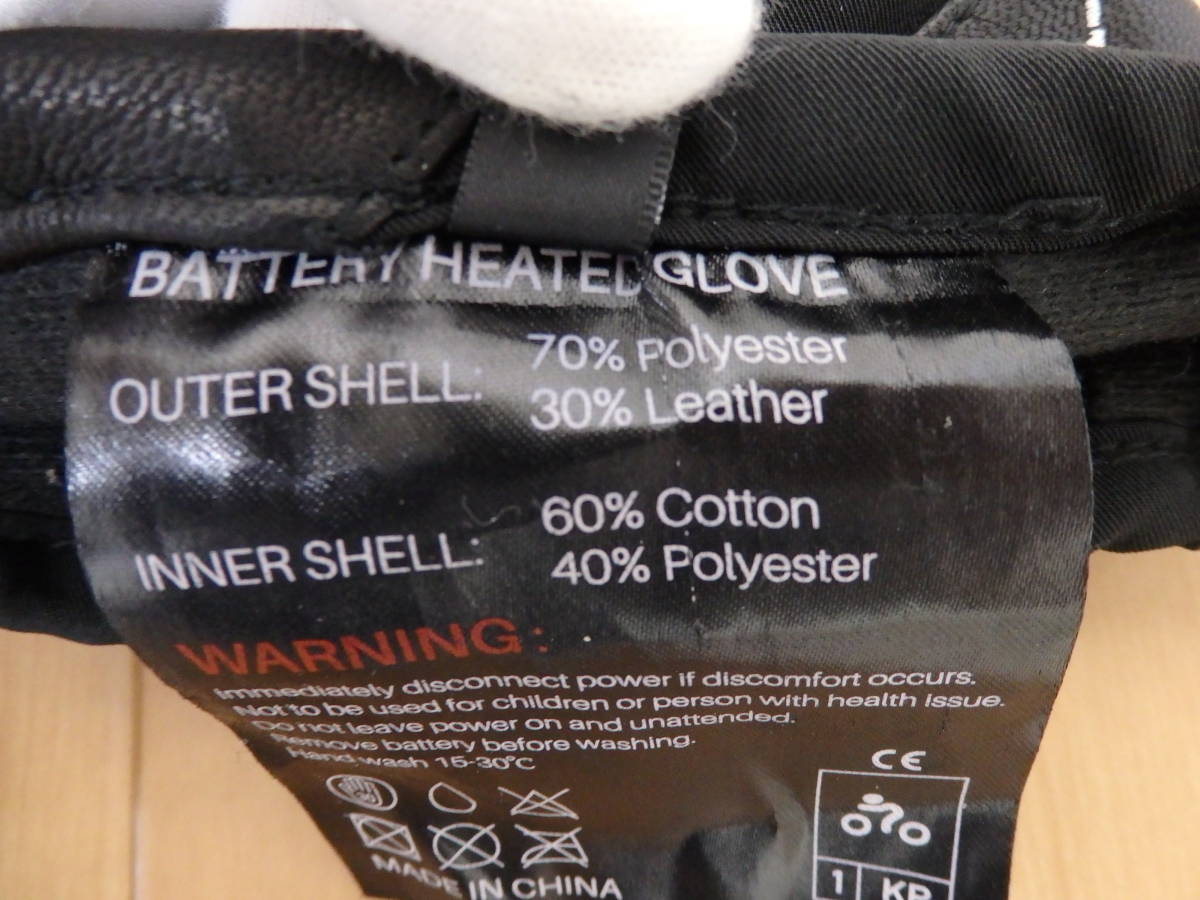 BATTERY HEATED GLOVE
OUTER SHELL: 70% Polyester
30% Leather
INNER SHELL: 60% Cotton
40% Polyester
WARNING:
Immediately disconnect power if discomfort occurs.
Not to be used for children or person with health issue.
Do not leave power on and unattended.
Remove battery before washing.
Hand wash 15-30°C
CE
MADE IN CHINA
1 KP